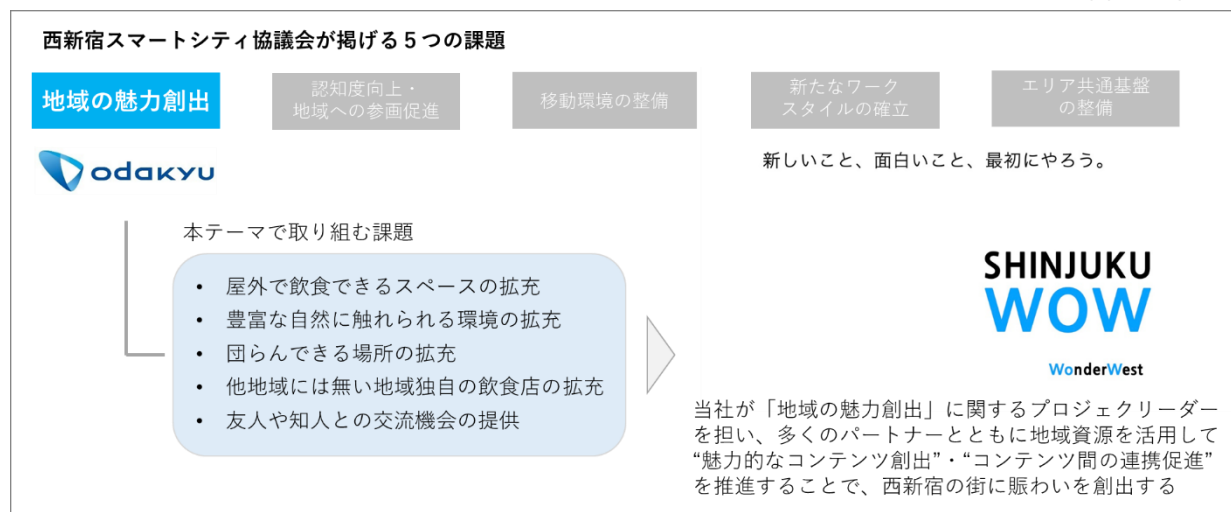 西新宿スマートシティ協議会が掲げる５つの課題
地域の魅力創出
認知度向上・
地域への参画促進
移動環境の整備
新たなワーク
スタイルの確立
エリア共通基盤
の整備
odakyu
新しいこと、面白いこと、最初にやろう。
本テーマで取り組む課題
• 屋外で飲食できるスペースの拡充
• 豊富な自然に触れられる環境の拡充
• 団らんできる場所の拡充
• 他地域には無い地域独自の飲食店の拡充
• 友人や知人との交流機会の提供
SHINJUKU
WOW
WonderWest
当社が「地域の魅力創出」に関するプロジェクリーダー
を担い、多くのパートナーとともに地域資源を活用して
“魅力的なコンテンツ創出”・“コンテンツ間の連携促進”
を推進することで、西新宿の街に賑わいを創出する